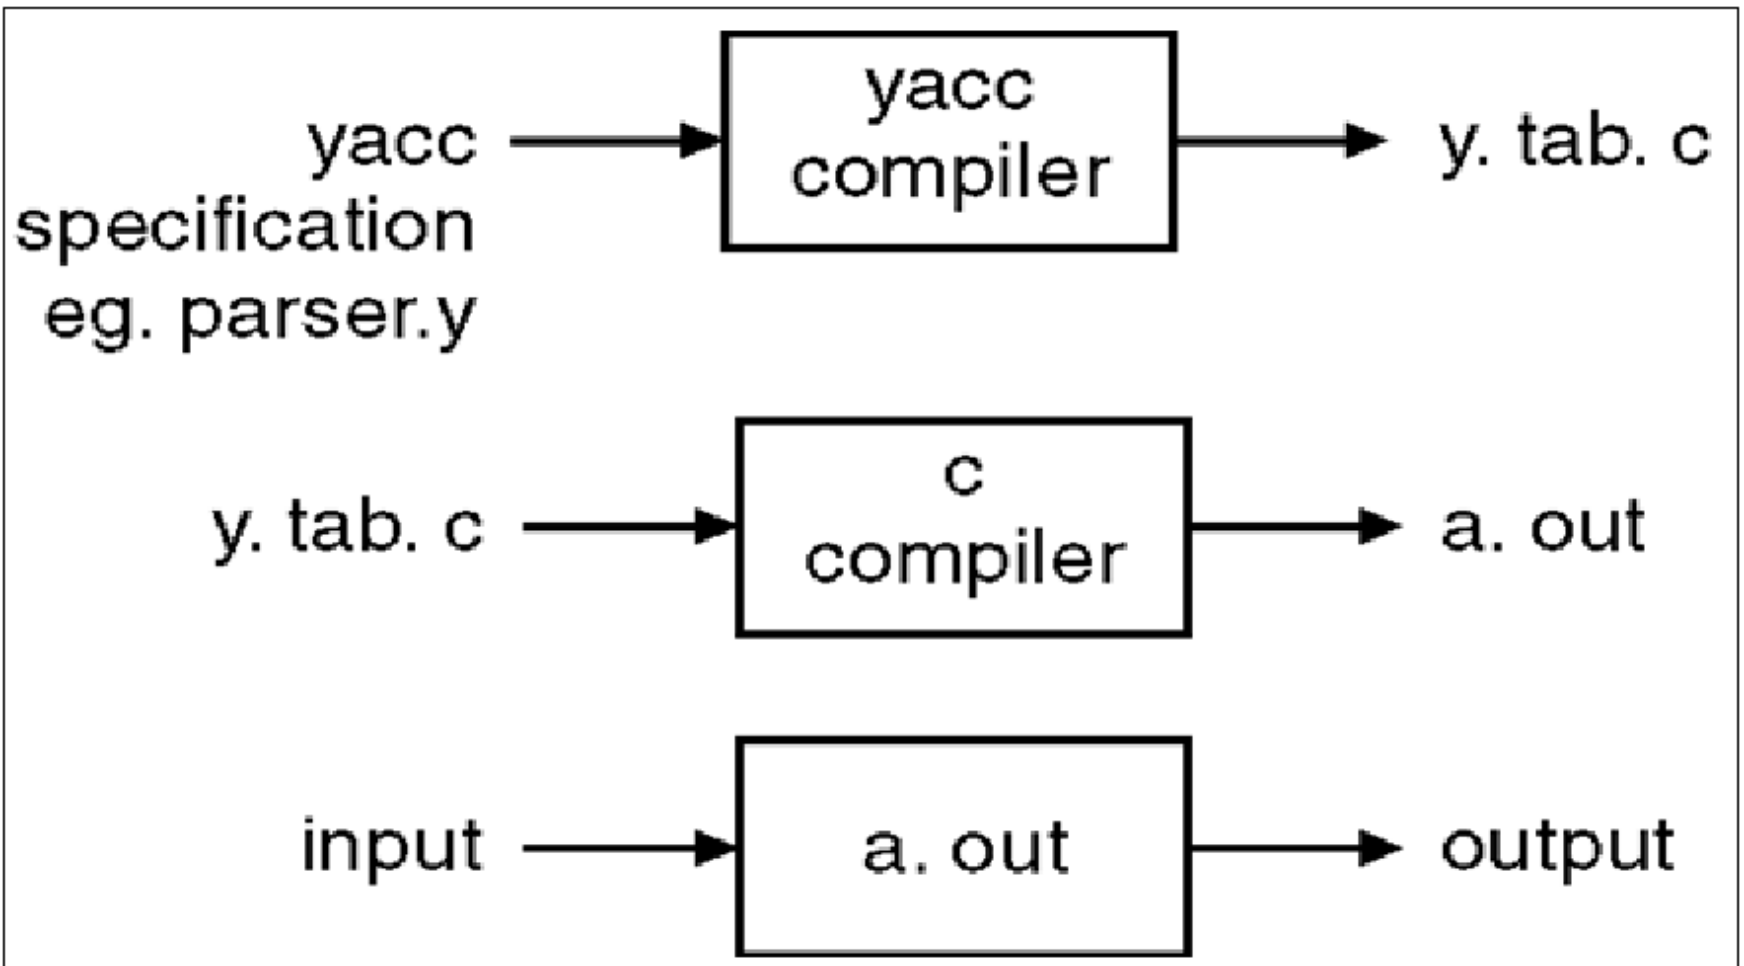 yacc
specification
eg. parser.y
yacc
compiler
y. tab. c
y. tab. c
c
compiler
a. out
input
a. out
output